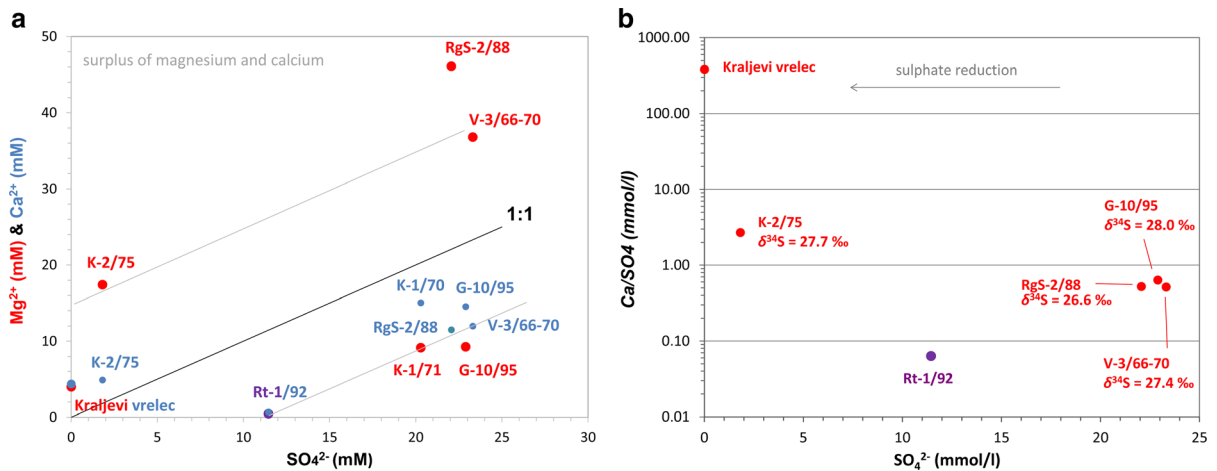 a
50
40
30
20
10
0
Mg²⁺ (mM) & Ca²⁺ (mM)
surplus of magnesium and calcium
RgS-2/88
V-3/66-70
1:1
K-2/75
K-1/70
G-10/95
RgS-2/88
V-3/66-70
K-2/75
K-1/71
G-10/95
Rt-1/92
Kraljevi vrelec
0 5 10 15 20 25 30
SO4²⁻ (mM)
b
1000.00
100.00
10.00
1.00
0.10
0.01
Ca/SO4 (mmol/l)
Kraljevi vrelec
sulphate reduction
K-2/75
δ³⁴S = 27.7 ‰
G-10/95
δ³⁴S = 28.0 ‰
RgS-2/88
δ³⁴S = 26.6 ‰
V-3/66-70
δ³⁴S = 27.4 ‰
Rt-1/92
0 5 10 15 20 25
SO₄²⁻ (mmol/l)